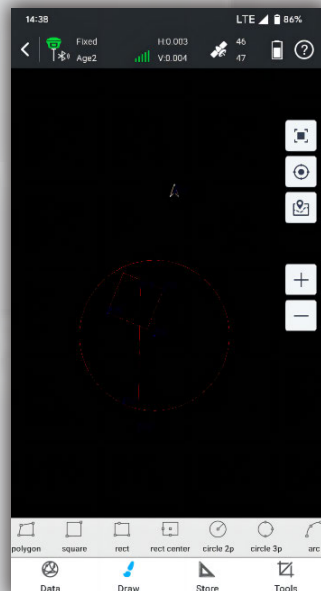 14:38 LTE 86%
Fixed H:0.003 46
Age2 V:0.004 47
polygon square rect rect center circle 2p circle 3p arc
Data Draw Store Tools